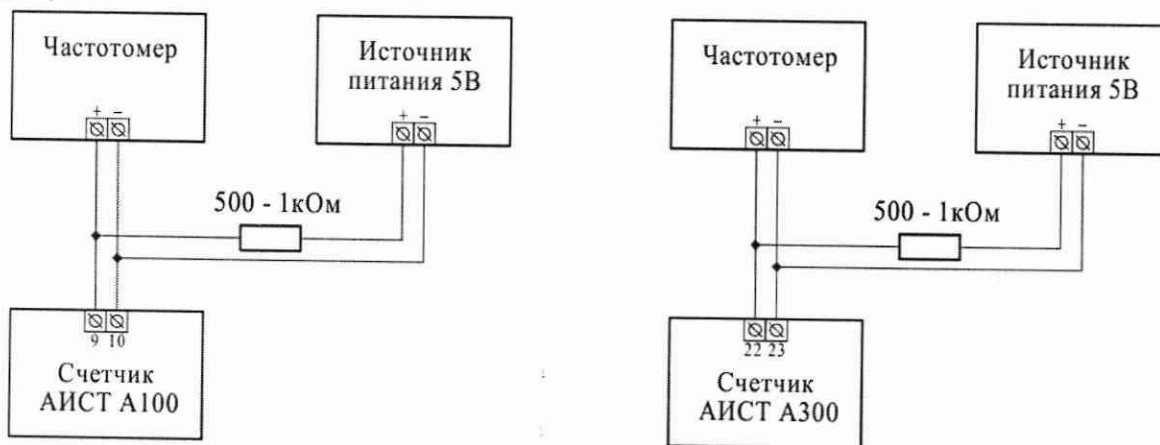 Частотомер
Источник
питания 5В
+ −
+ −
500 - 1кОм
9 10
Счетчик
АИСТ А100
Частотомер
Источник
питания 5В
+ −
+ −
500 - 1кОм
22 23
Счетчик
АИСТ А300